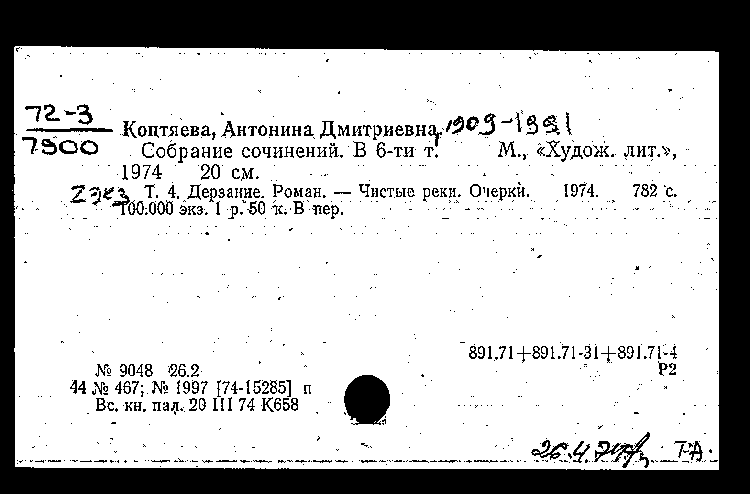 72-3
7900
Коптяева, Антонина Дмитриевна, 1909-1991
Собрание сочинений. В 6-ти т. М., «Худож. лит.»,
1974 20 см.
2 экз Т. 4. Дерзание. Роман. — Чистые реки. Очерки. 1974. 782 с.
100.000 экз. 1 р. 50 к. В пер.
891.71+891.71-31+891.71-4
Р2
№ 9048 26.2
44 № 467; № 1997 [74-15285] п
Вс. кн. пал. 20 III 74 К658
26.4.74 ТА.